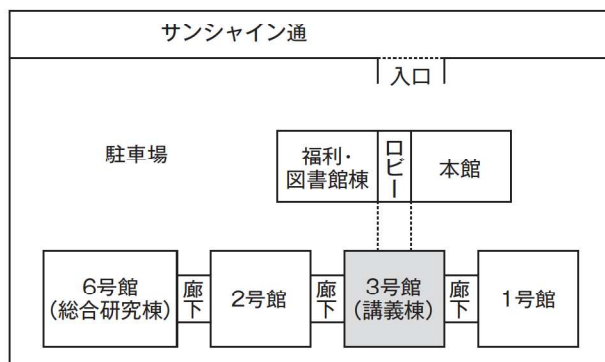 サンシャイン通
入口
駐車場
福利・
図書館棟
ロビー
本館
6号館
(総合研究棟)
廊下
2号館
廊下
3号館
(講義棟)
廊下
1号館